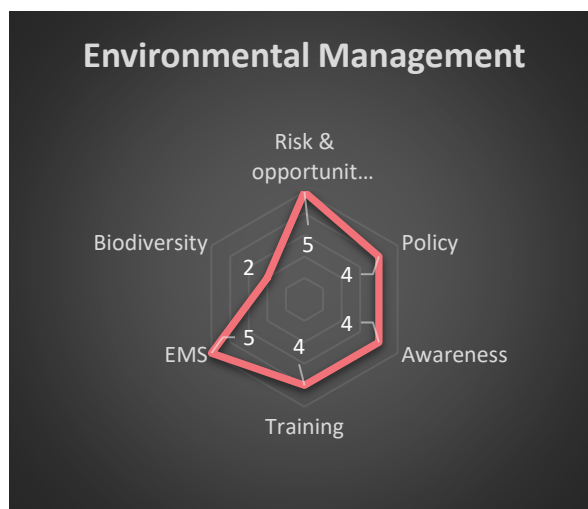 Environmental Management
Risk &
opportunit...
5
Biodiversity
Policy
2
4
4
5
4
EMS
Awareness
Training